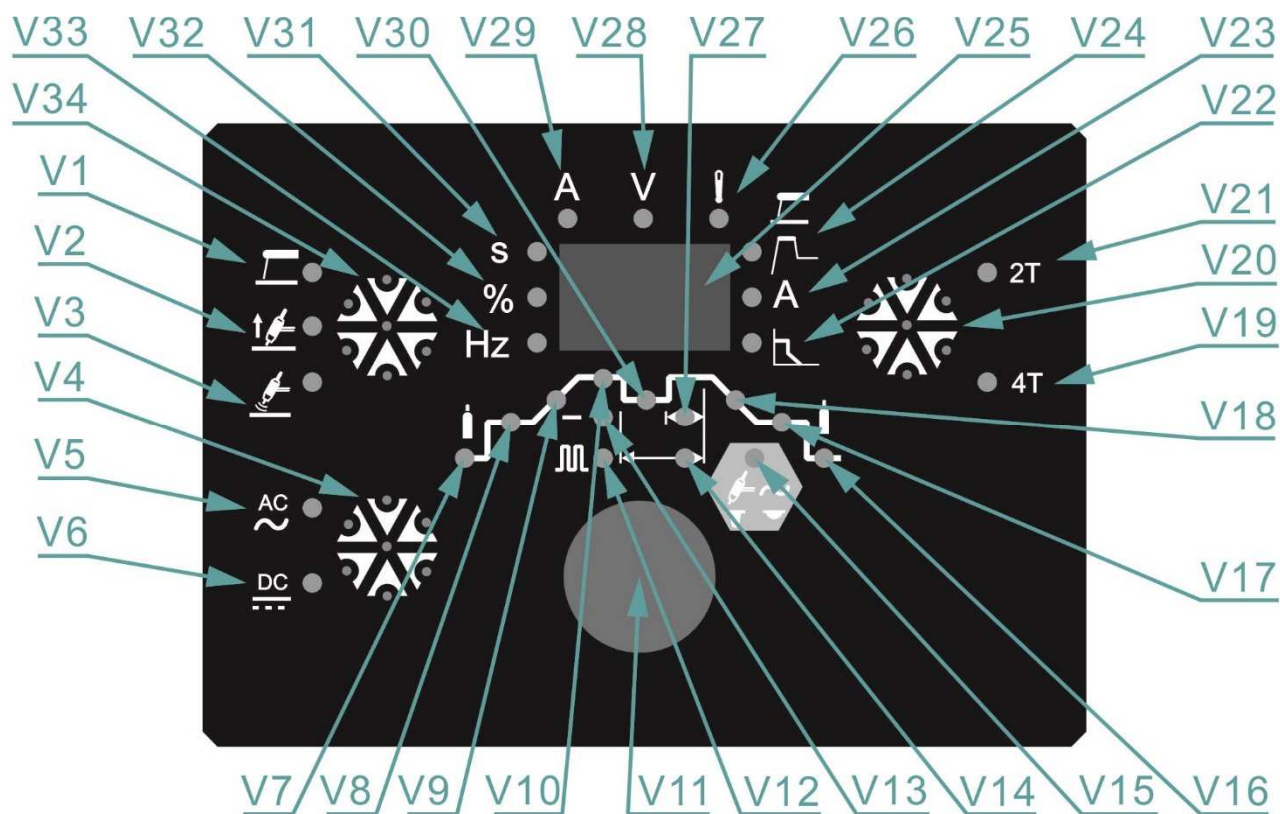 V33 V32 V31 V30 V29 V28 V27 V26 V25 V24 V23
V34 V22
V1 A V V21
V2 s 2T V20
V3 % A V19
Hz 4T
V4 V18
V5 AC
V6 DC V17
V7 V8 V9 V10 V11 V12 V13 V14 V15 V16